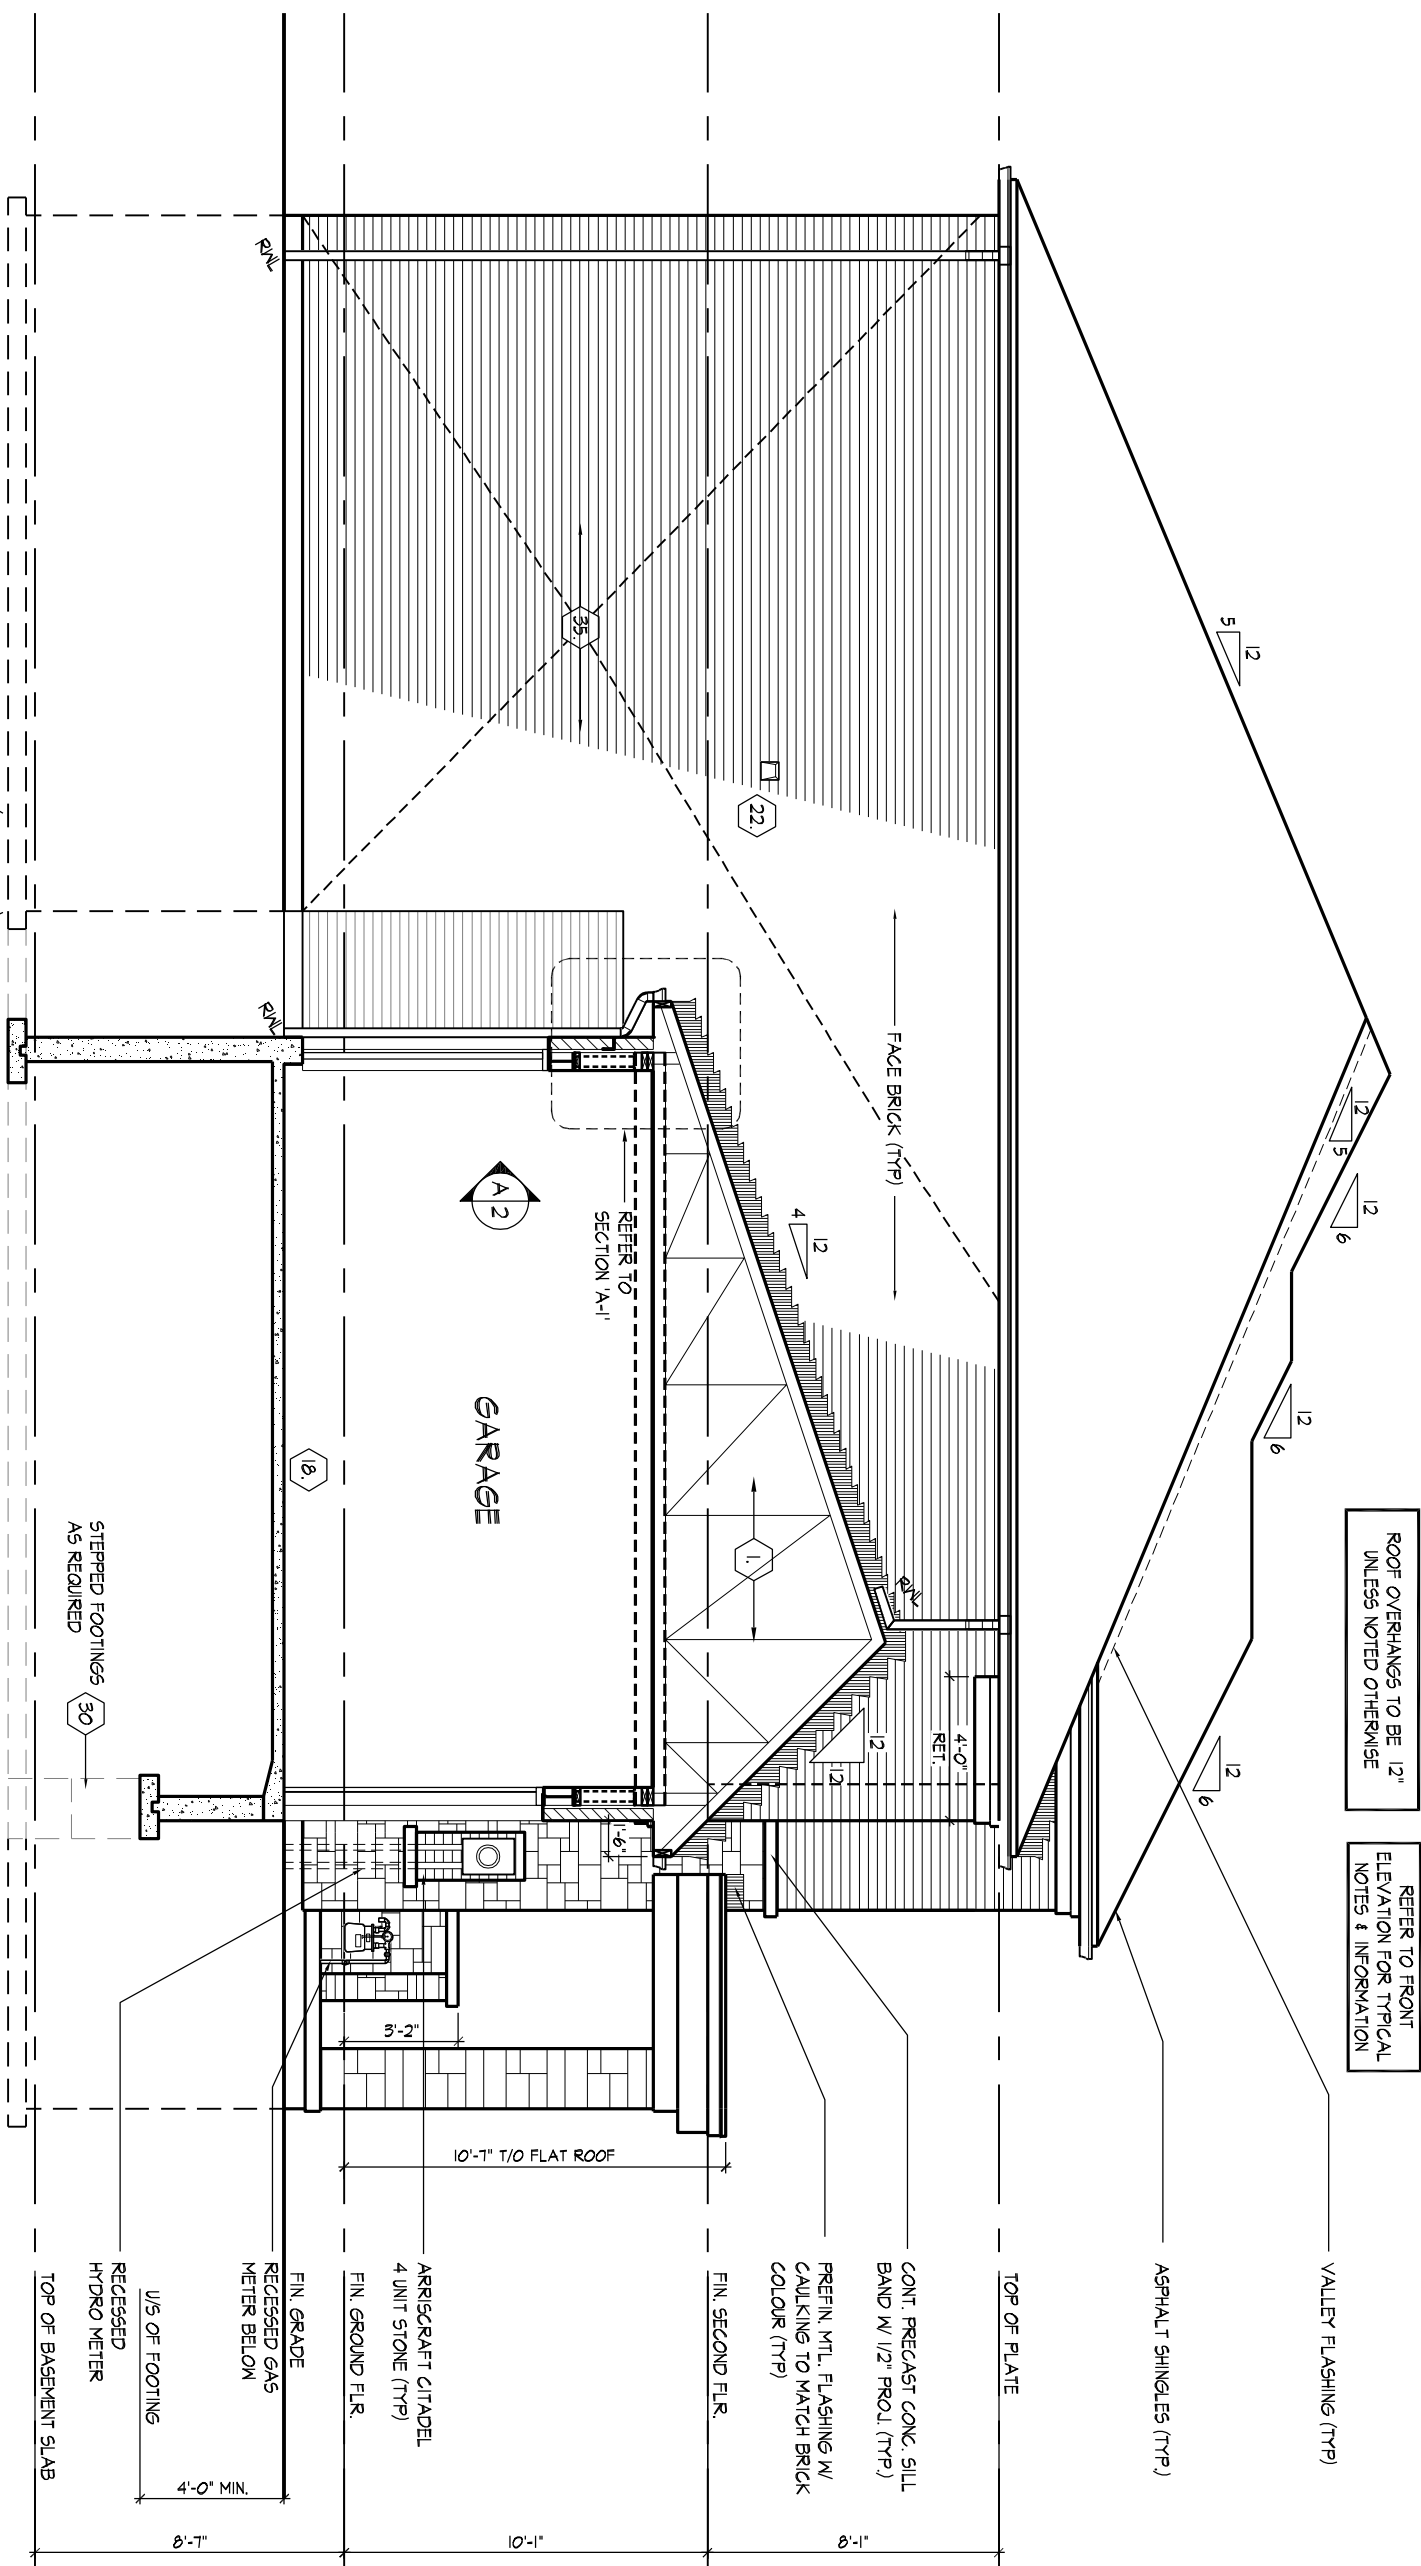 ROOF OVERHANGS TO BE 12"
UNLESS NOTED OTHERWISE
REFER TO FRONT
ELEVATION FOR TYPICAL
NOTES & INFORMATION
12
5
12
5
12
6
12
6
12
6
VALLEY FLASHING (TYP)
ASPHALT SHINGLES (TYP.)
TOP OF PLATE
4'-0"
RET.
RWL
FACE BRICK (TYP)
12
4
12
12
CONT. PRECAST CONC. SILL
BAND W/ 1/2" PROJ. (TYP.)
PREFIN. MTL. FLASHING W/
CAULKING TO MATCH BRICK
COLOUR (TYP)
22.
1.
FIN. SECOND FLR.
35.
REFER TO
SECTION 'A-1'
1'-6"
10'-7" T/O FLAT ROOF
A
2
GARAGE
3'-2"
ARRISCRAFT CITADEL
4 UNIT STONE (TYP)
FIN. GROUND FLR.
18.
RWL
RWL
FIN. GRADE
RECESSED GAS
METER BELOW
U/S OF FOOTING
RECESSED
HYDRO METER
STEPPED FOOTINGS
AS REQUIRED
30
TOP OF BASEMENT SLAB
4'-0" MIN.
8'-7"
10'-1"
8'-1"